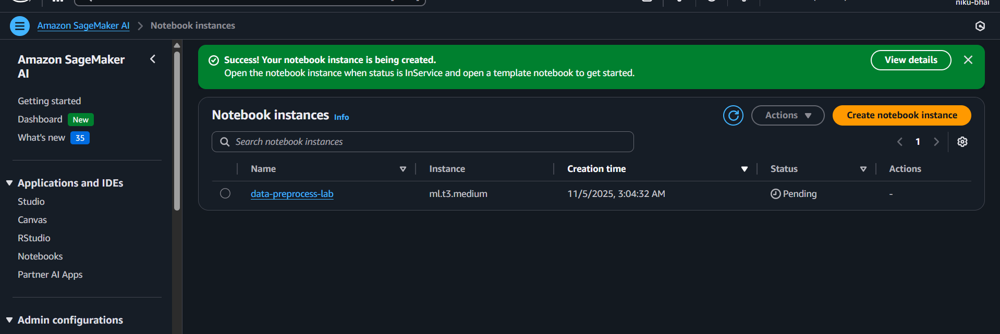 niku-bhai
Amazon SageMaker AI > Notebook instances
Amazon SageMaker
AI
Getting started
Dashboard New
What's new 35
Applications and IDEs
Studio
Canvas
RStudio
Notebooks
Partner AI Apps
Admin configurations
Success! Your notebook instance is being created.
Open the notebook instance when status is InService and open a template notebook to get started.
View details
Notebook instances Info
Actions
Create notebook instance
Search notebook instances
1
Name Instance Creation time Status Actions
data-preprocess-lab ml.t3.medium 11/5/2025, 3:04:32 AM Pending -